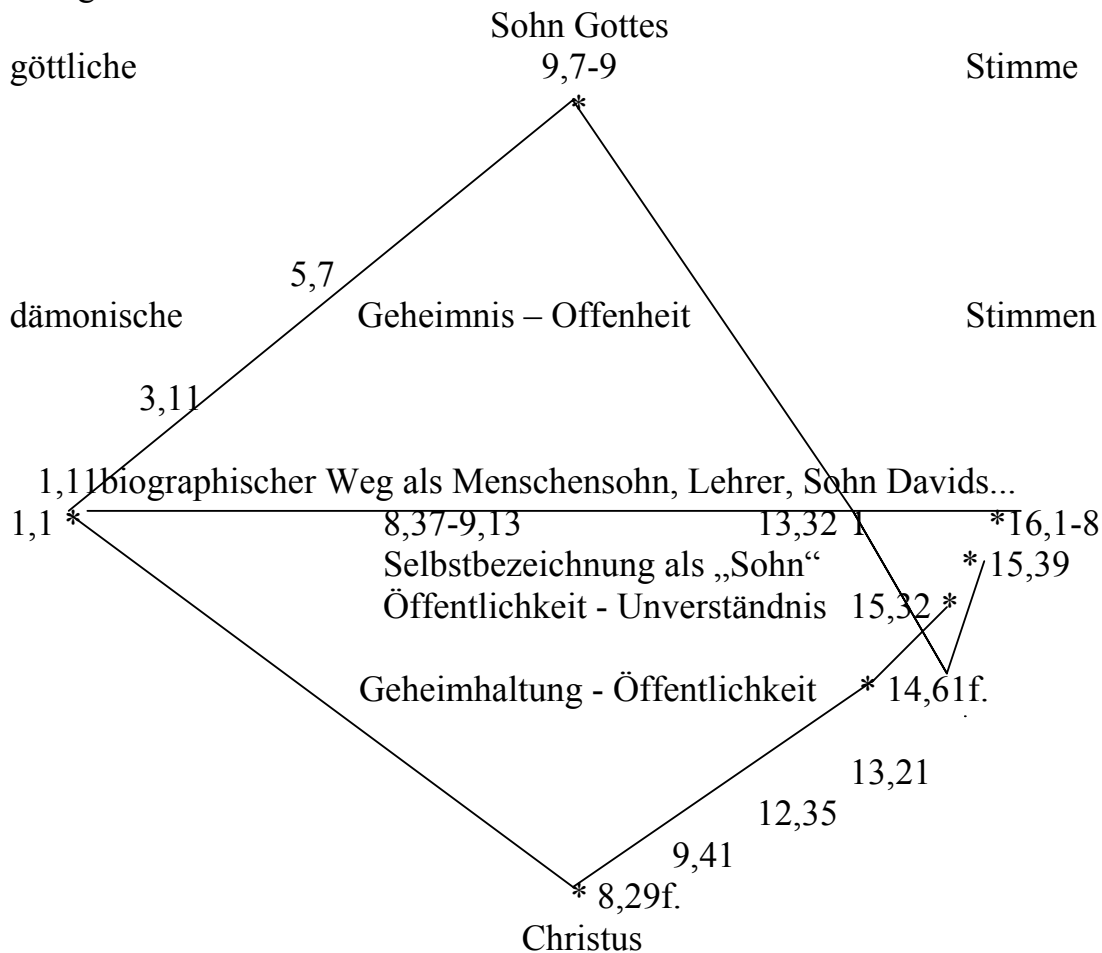 Sohn Gottes
göttliche 9,7-9 Stimme
*
5,7
dämonische Geheimnis – Offenheit Stimmen
3,11
1,11biographischer Weg als Menschensohn, Lehrer, Sohn Davids...
1,1 * 8,37-9,13 13,32 1 *16,1-8
Selbstbezeichnung als „Sohn“ * 15,39
Öffentlichkeit - Unverständnis 15,32 *
Geheimhaltung - Öffentlichkeit * 14,61f.
13,21
12,35
9,41
* 8,29f.
Christus